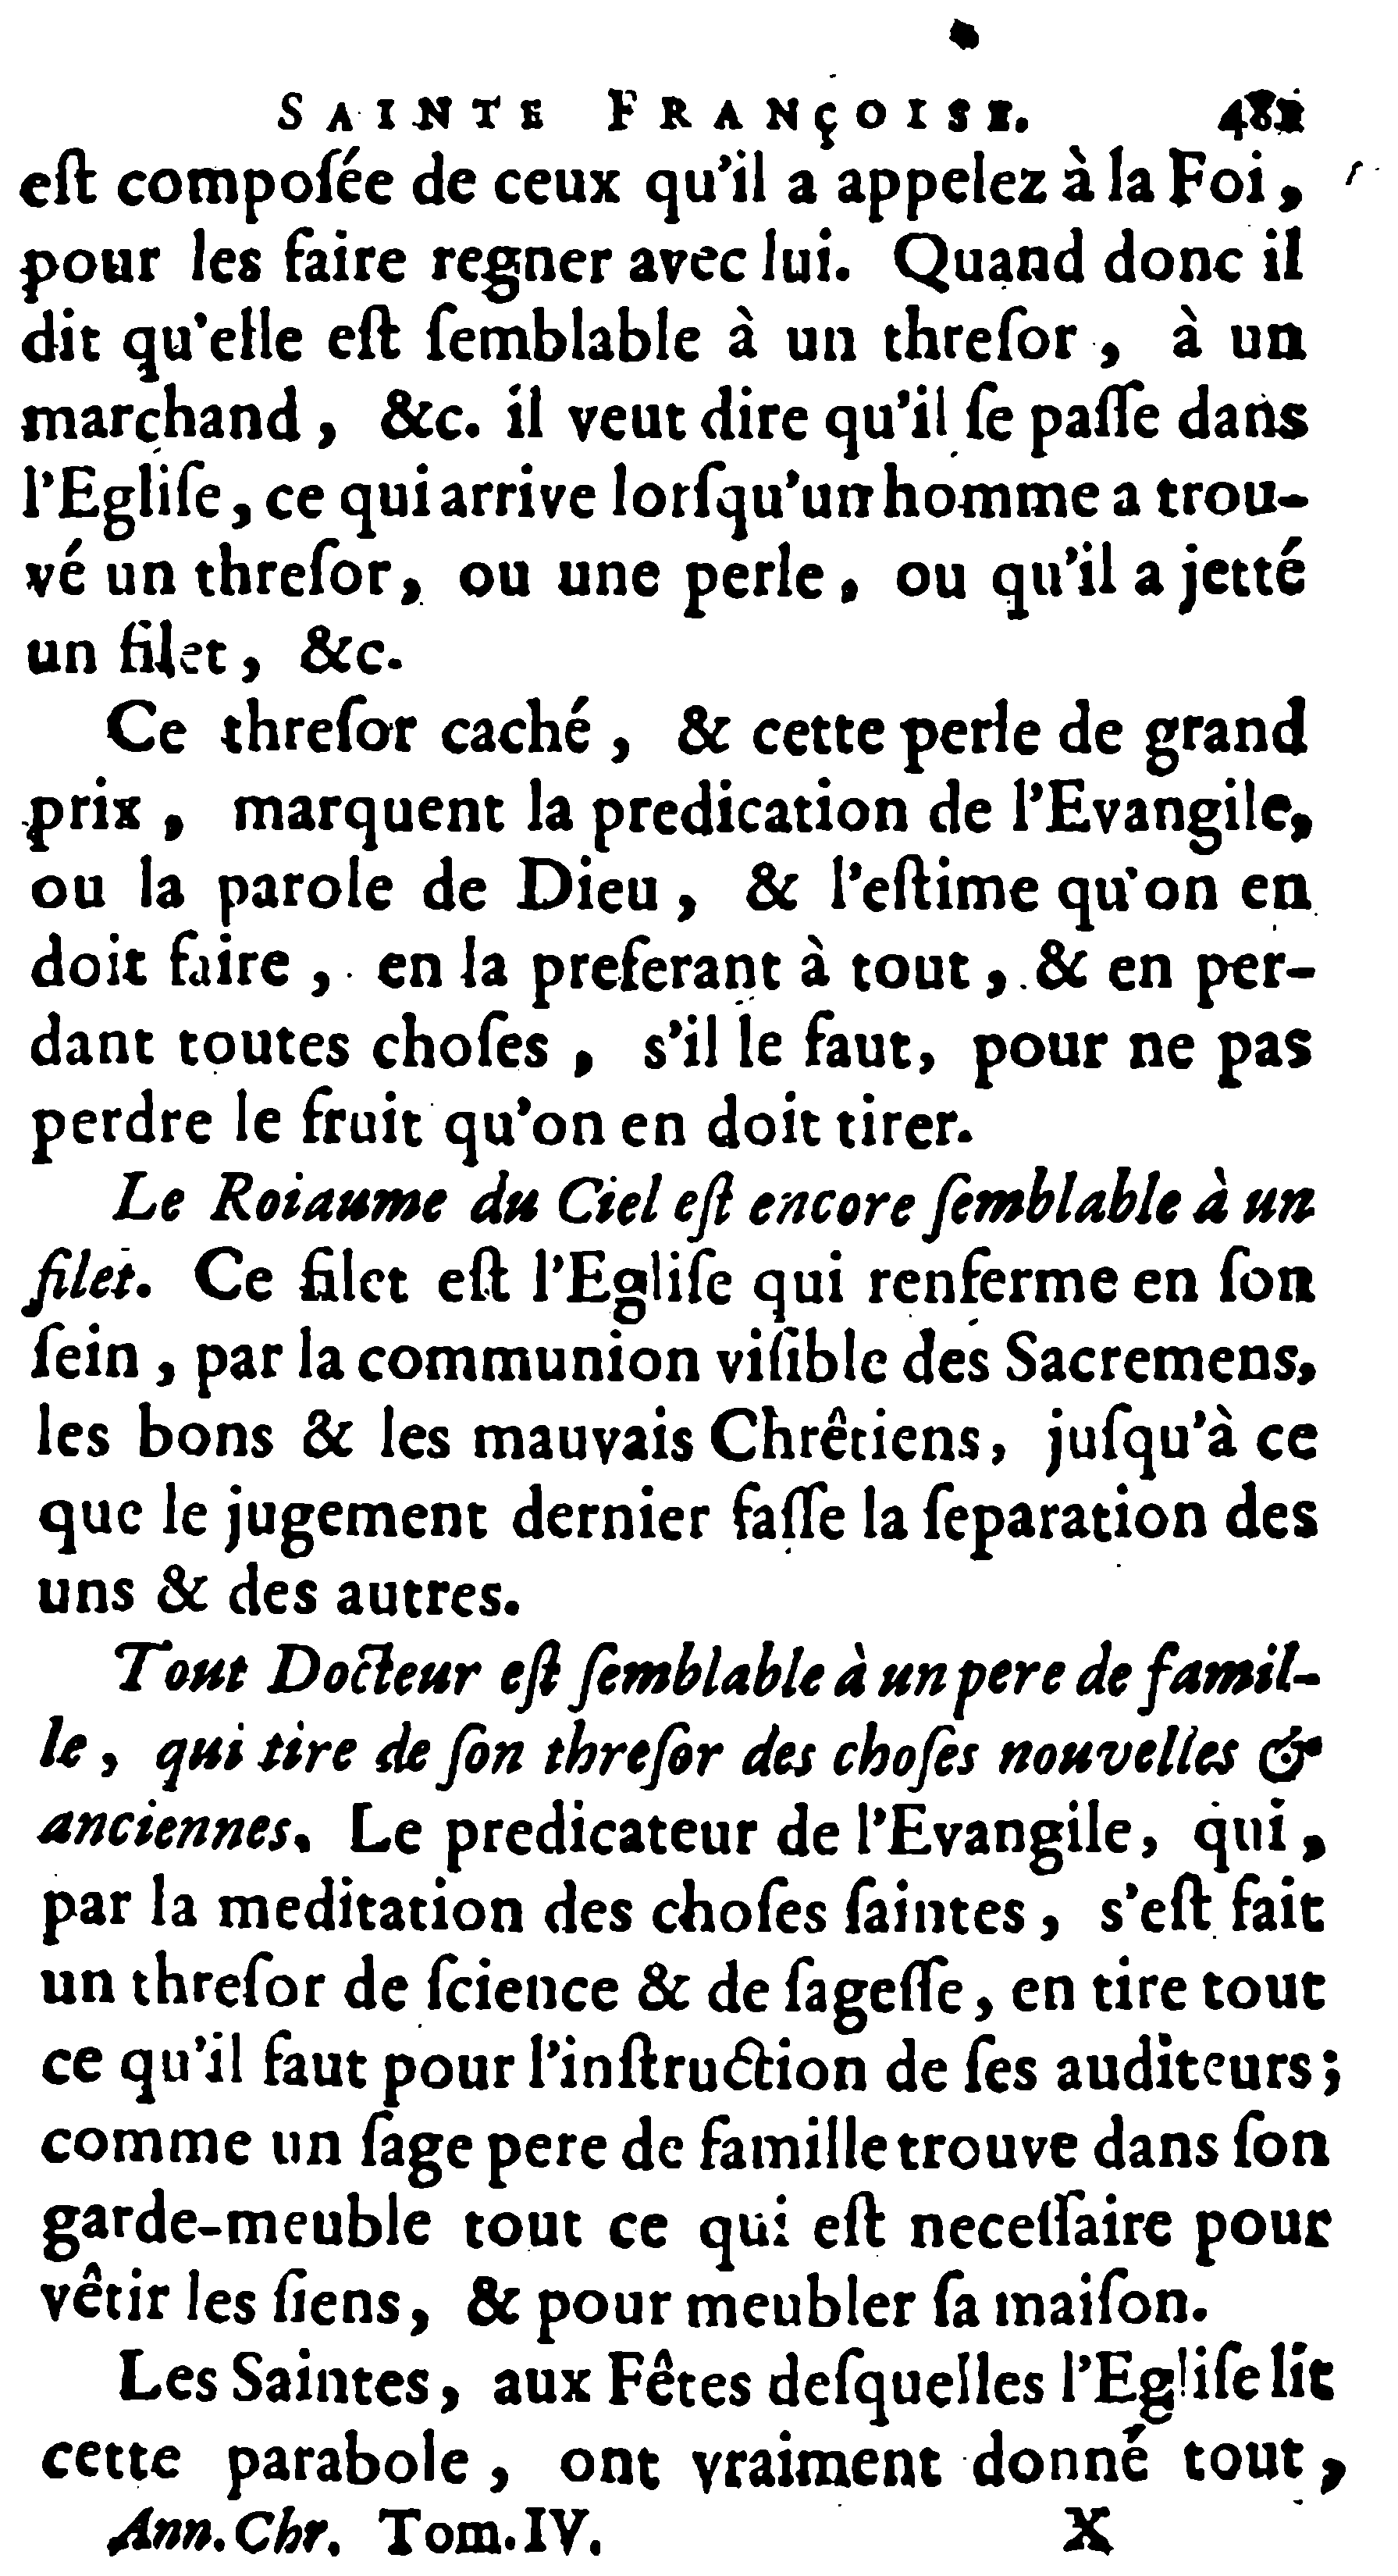 SAINTE FRANÇOISE. 481
eſt compoſée de ceux qu'il a appelez à la Foi,
pour les faire regner avec lui. Quand donc il
dit qu'elle eſt ſemblable à un threſor, à un
marchand, &c. il veut dire qu'il ſe paſſe dans
l'Egliſe, ce qui arrive lorſqu'un homme a trou-
vé un threſor, ou une perle, ou qu'il a jetté
un filet, &c.
Ce threſor caché, & cette perle de grand
prix, marquent la predication de l'Evangile,
ou la parole de Dieu, & l'eſtime qu'on en
doit faire, en la preferant à tout, & en per-
dant toutes choſes, s'il le faut, pour ne pas
perdre le fruit qu'on en doit tirer.
Le Roiaume du Ciel eſt encore ſemblable à un
filet. Ce filet eſt l'Egliſe qui renferme en ſon
ſein, par la communion viſible des Sacremens,
les bons & les mauvais Chrêtiens, juſqu'à ce
que le jugement dernier faſſe la ſeparation des
uns & des autres.
Tout Docteur eſt ſemblable à un pere de famil-
le, qui tire de ſon threſor des choſes nouvelles &
anciennes. Le predicateur de l'Evangile, qui,
par la meditation des choſes ſaintes, s'eſt fait
un threſor de ſcience & de ſageſſe, en tire tout
ce qu'il faut pour l'inſtruction de ſes auditeurs;
comme un ſage pere de famille trouve dans ſon
garde-meuble tout ce qui eſt neceſſaire pour
vêtir les ſiens, & pour meubler ſa maiſon.
Les Saintes, aux Fêtes deſquelles l'Egliſe lit
cette parabole, ont vraiment donné tout,
Ann. Chr. Tom. IV. X